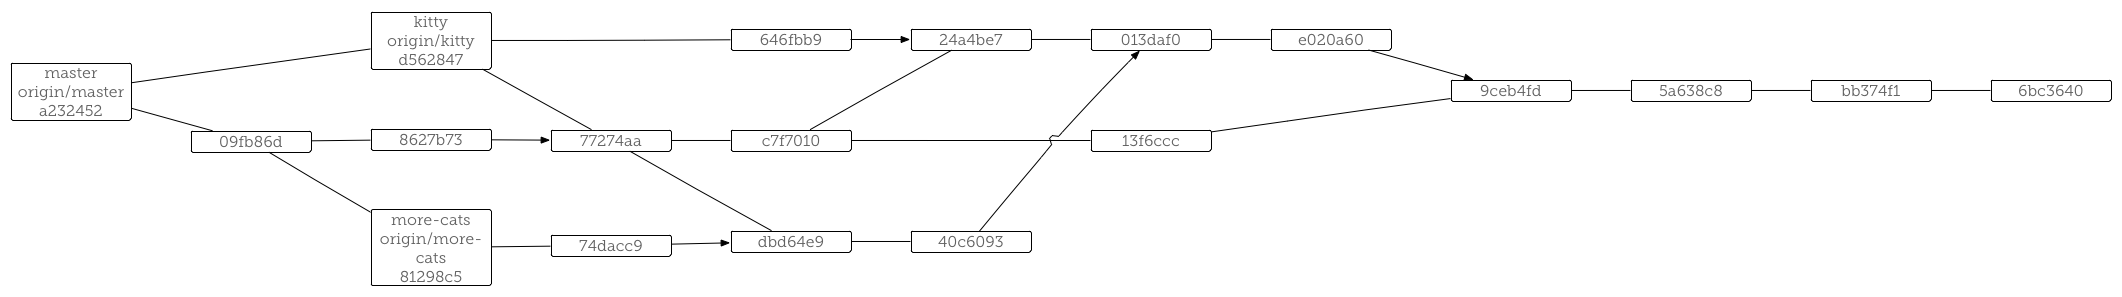 kitty
origin/kitty
d562847
646fbb9
24a4be7
013daf0
e020a60
master
origin/master
a232452
9ceb4fd
5a638c8
bb374f1
6bc3640
09fb86d
8627b73
77274aa
c7f7010
13f6ccc
more-cats
origin/more-
cats
81298c5
74dacc9
dbd64e9
40c6093